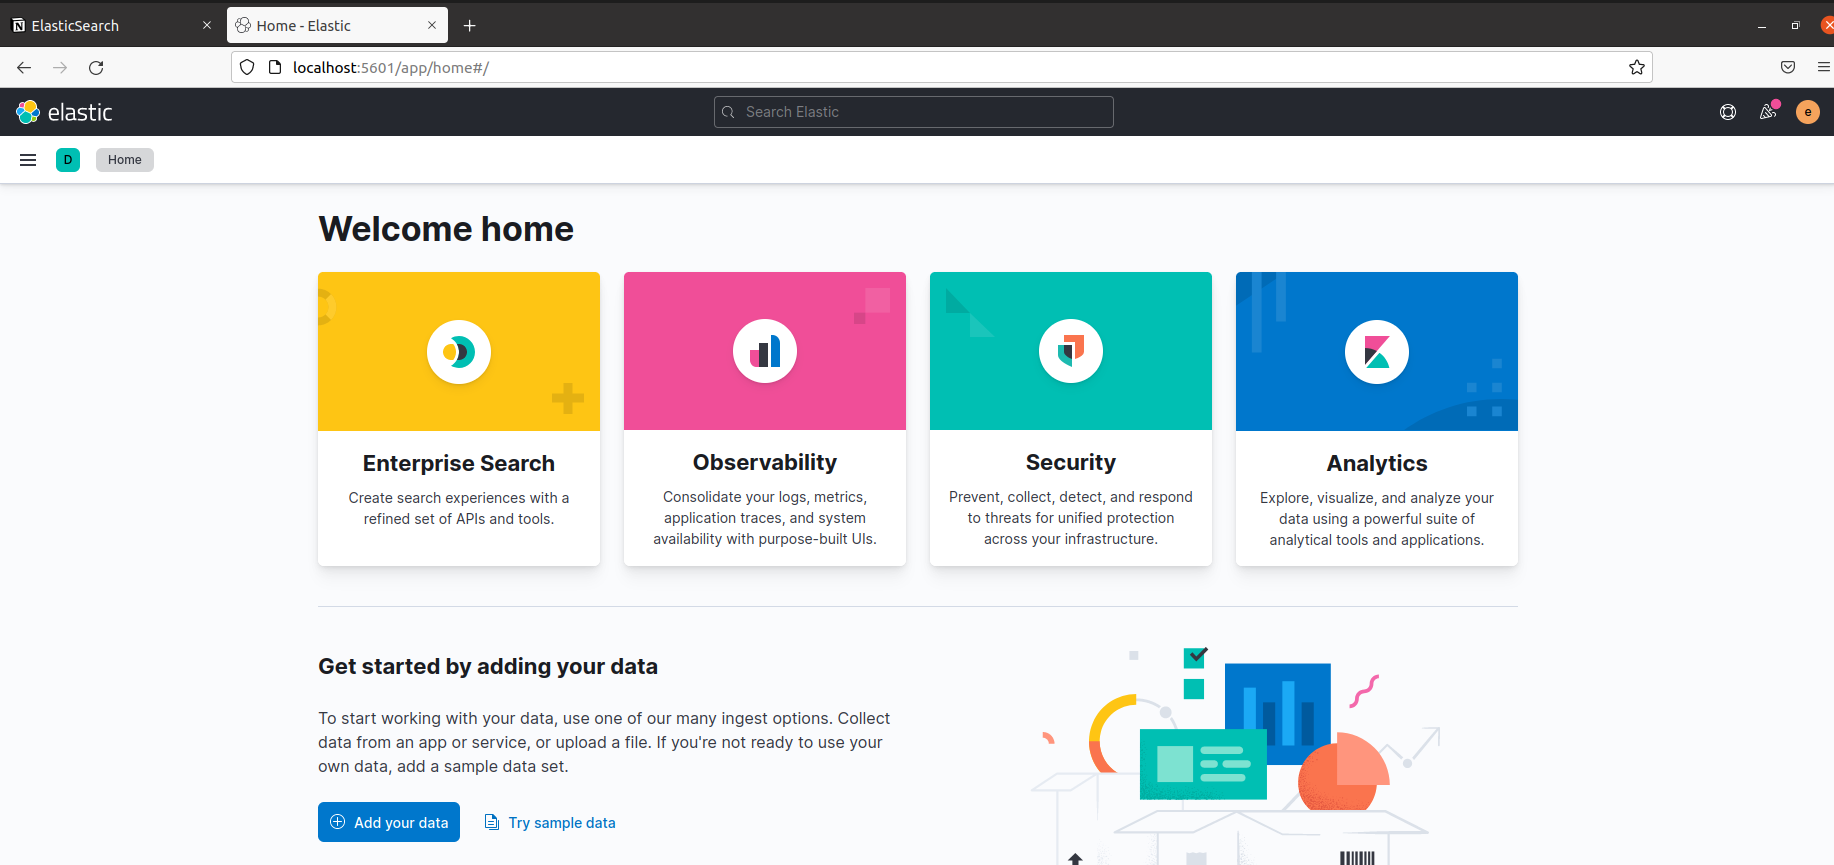 ElasticSearch
Home - Elastic
localhost:5601/app/home#/
elastic
Search Elastic
e
D
Home
Welcome home
Enterprise Search
Create search experiences with a
refined set of APIs and tools.
Observability
Consolidate your logs, metrics,
application traces, and system
availability with purpose-built UIs.
Security
Prevent, collect, detect, and respond
to threats for unified protection
across your infrastructure.
Analytics
Explore, visualize, and analyze your
data using a powerful suite of
analytical tools and applications.
Get started by adding your data
To start working with your data, use one of our many ingest options. Collect
data from an app or service, or upload a file. If you're not ready to use your
own data, add a sample data set.
Add your data
Try sample data